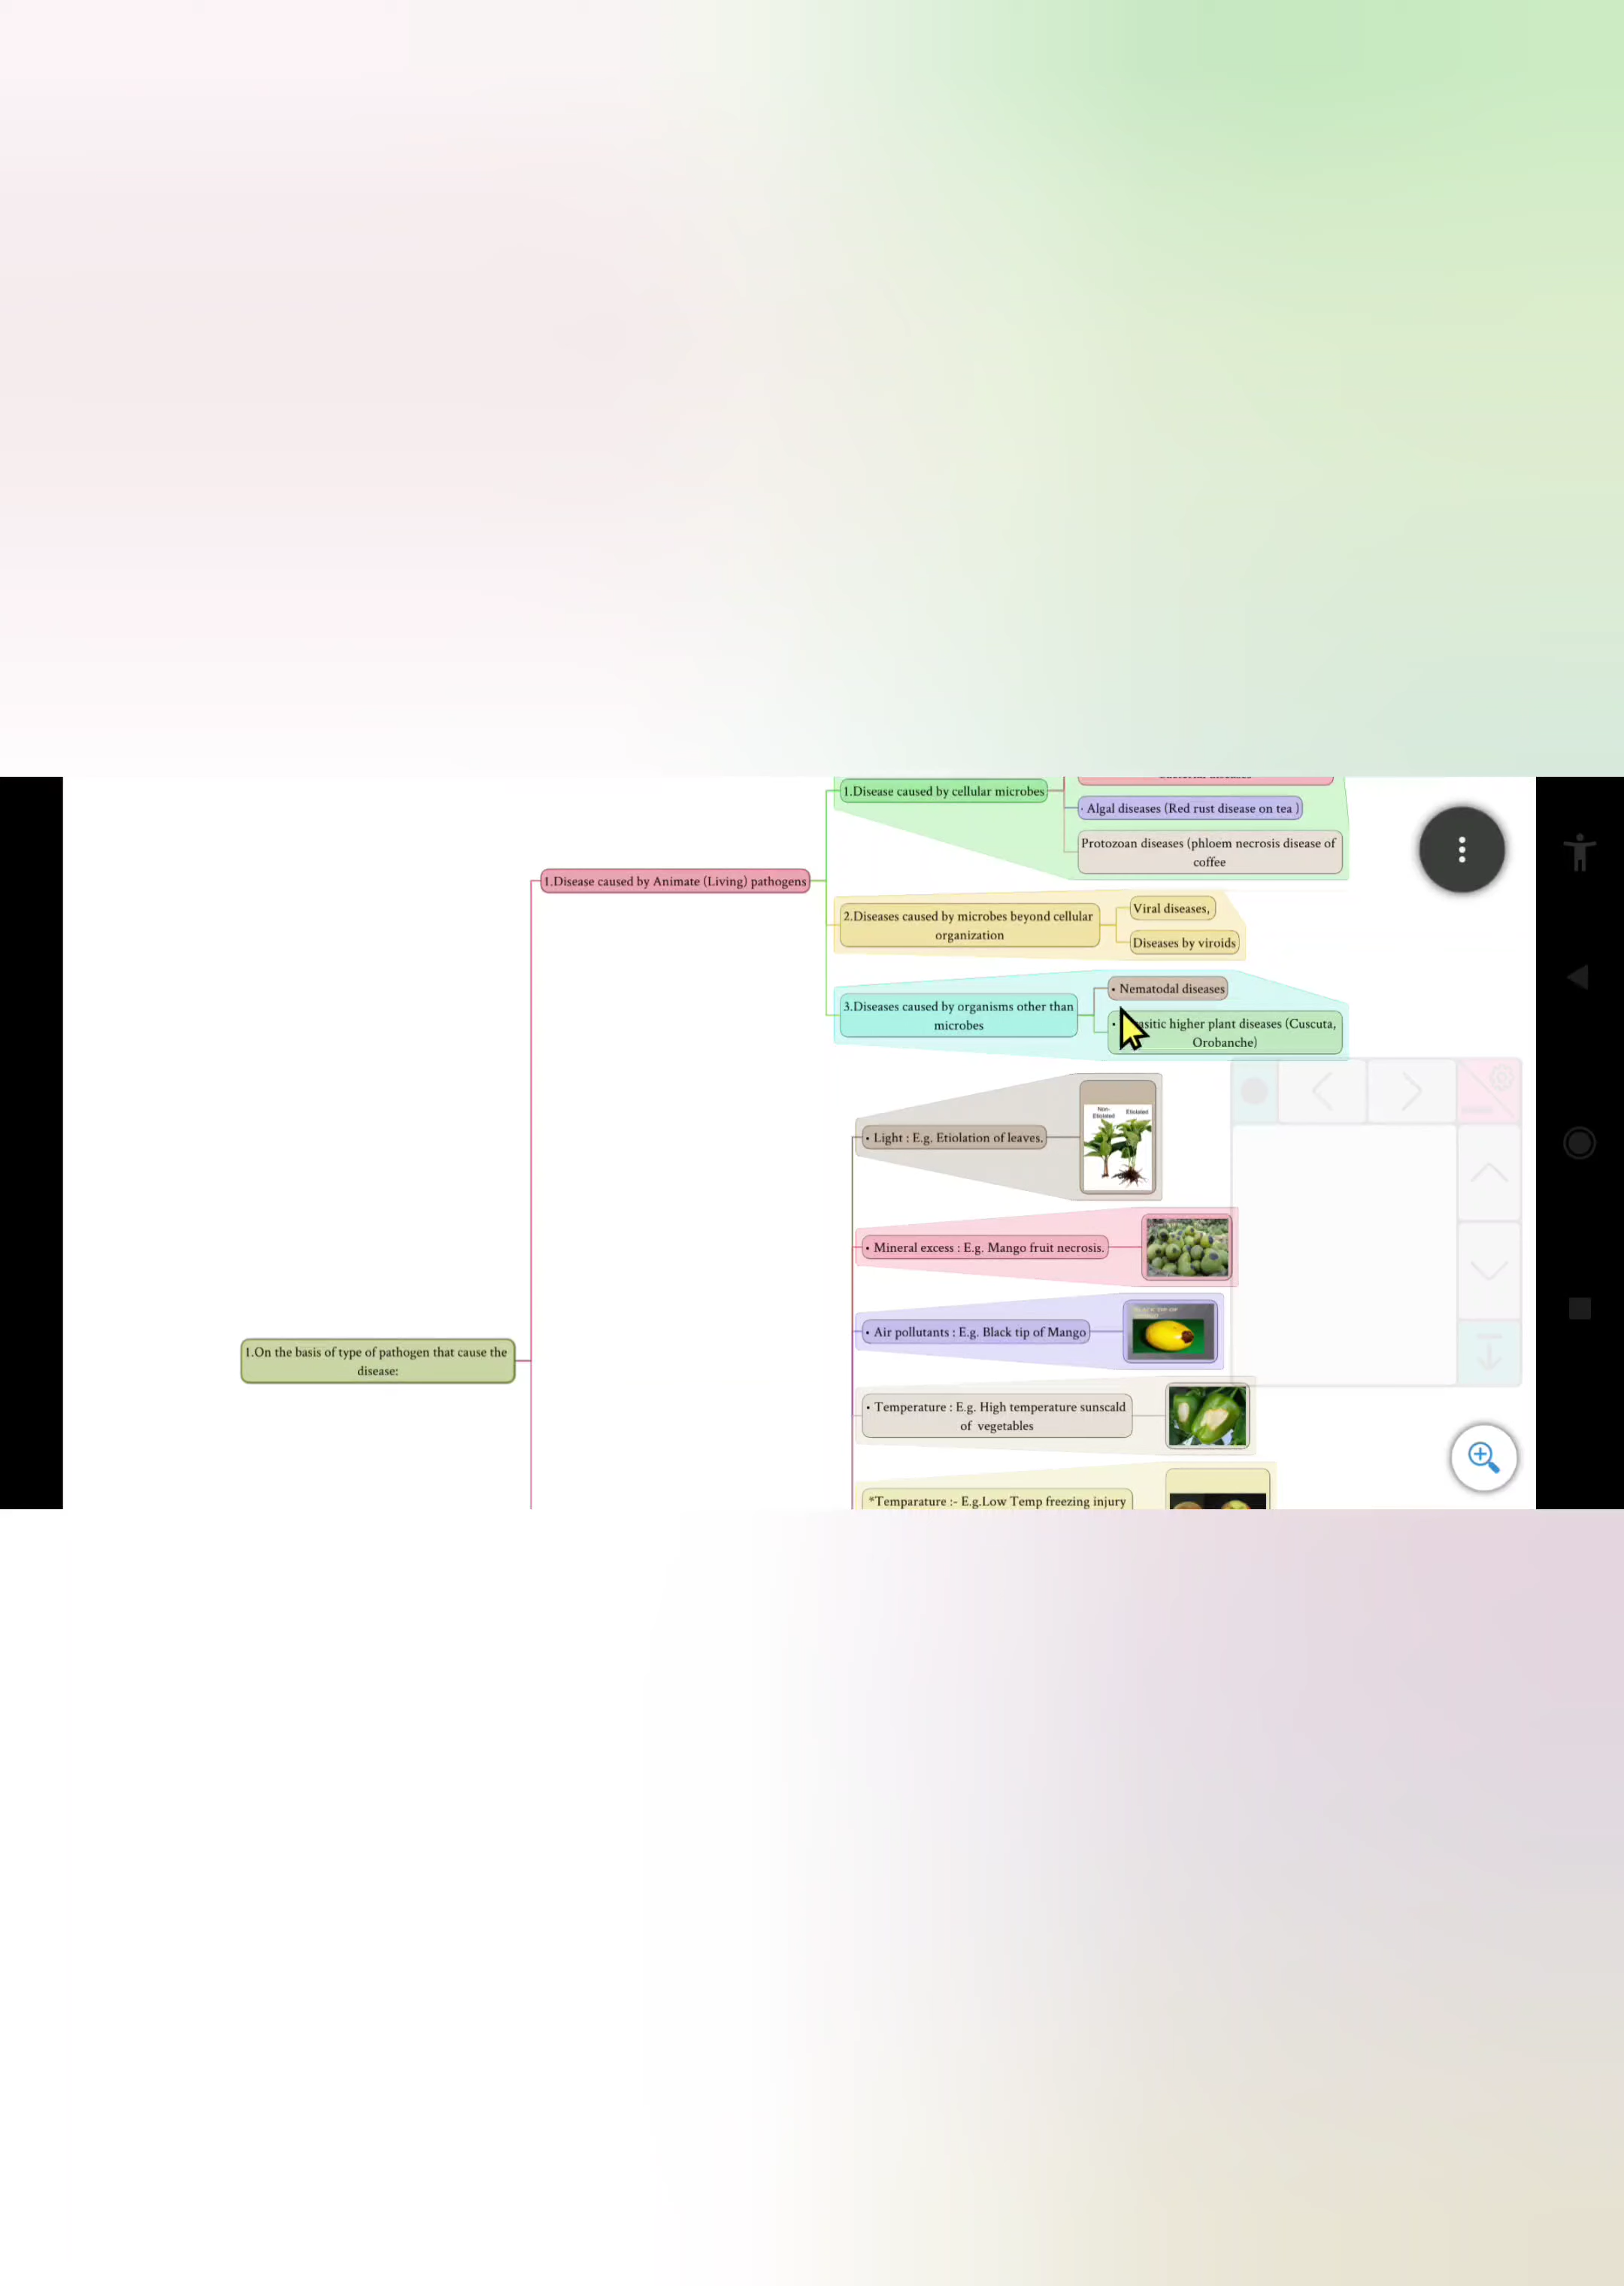 1.Disease caused by cellular microbes
· Algal diseases (Red rust disease on tea )
Protozoan diseases (phloem necrosis disease of
coffee
1.Disease caused by Animate (Living) pathogens
2.Diseases caused by microbes beyond cellular
organization
Viral diseases,
Diseases by viroids
3.Diseases caused by organisms other than
microbes
• Nematodal diseases
higher plant diseases (Cuscuta,
Orobanche)
• Light : E.g. Etiolation of leaves.
Non-
Etiolated
Etiolated
• Mineral excess : E.g. Mango fruit necrosis.
• Air pollutants : E.g. Black tip of Mango
1.On the basis of type of pathogen that cause the
disease:
• Temperature : E.g. High temperature sunscald
of vegetables
*Temparature :- E.g.Low Temp freezing injury